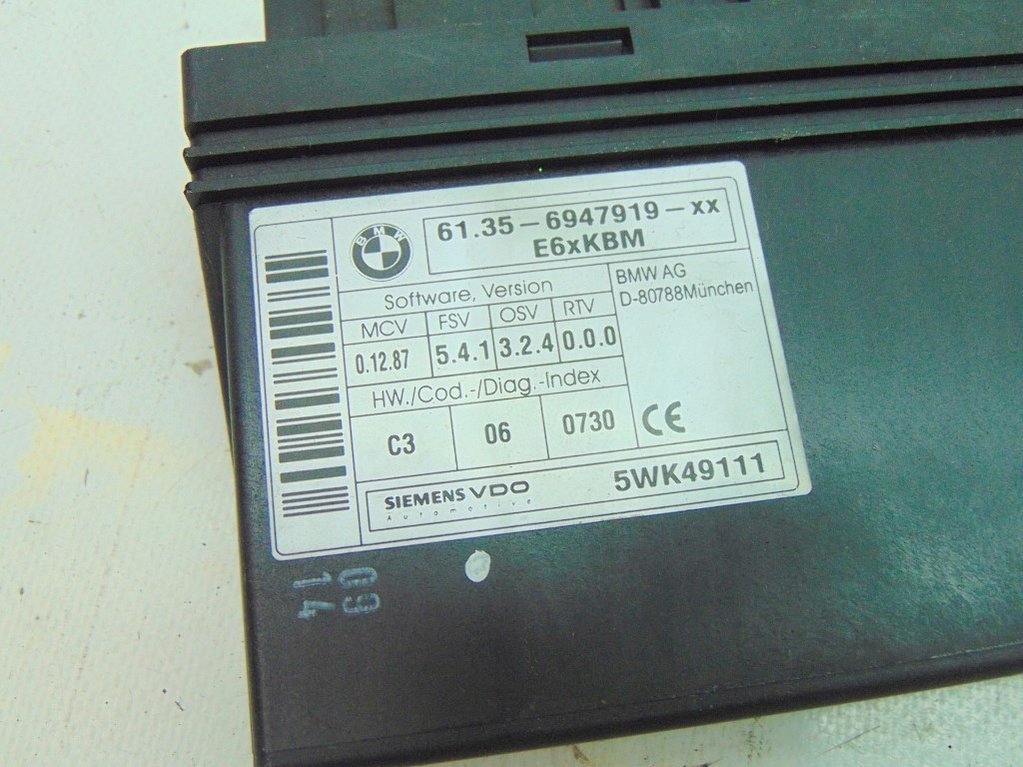 BMW
61.35-6947919-xx
E6xKBM
Software, Version
MCV FSV OSV RTV
0.12.87 5.4.1 3.2.4 0.0.0
HW./Cod.-/Diag.-Index
C3 06 0730
BMW AG
D-80788München
CE
SIEMENS VDO
Automotive
5WK49111
09
14